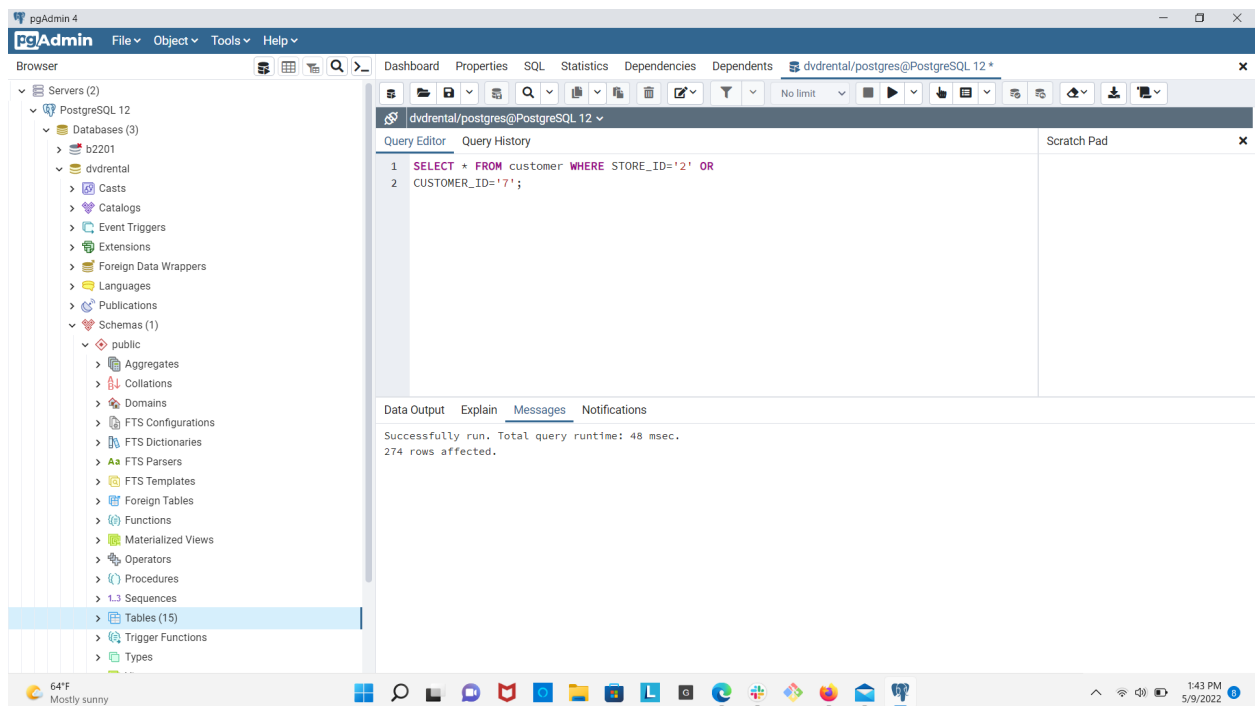 pgAdmin 4
pgAdmin File Object Tools Help
Browser
Dashboard Properties SQL Statistics Dependencies Dependents dvdrental/postgres@PostgreSQL 12 *
No limit
dvdrental/postgres@PostgreSQL 12
Query Editor Query History
Scratch Pad
1 SELECT * FROM customer WHERE STORE_ID='2' OR
2 CUSTOMER_ID='7';
Servers (2)
PostgreSQL 12
Databases (3)
b2201
dvdrental
Casts
Catalogs
Event Triggers
Extensions
Foreign Data Wrappers
Languages
Publications
Schemas (1)
public
Aggregates
Collations
Domains
FTS Configurations
FTS Dictionaries
Aa FTS Parsers
FTS Templates
Foreign Tables
Functions
Materialized Views
Operators
Procedures
1..3 Sequences
Tables (15)
Trigger Functions
Types
Data Output Explain Messages Notifications
Successfully run. Total query runtime: 48 msec.
274 rows affected.
64°F
Mostly sunny
L
G
1:43 PM
5/9/2022
8